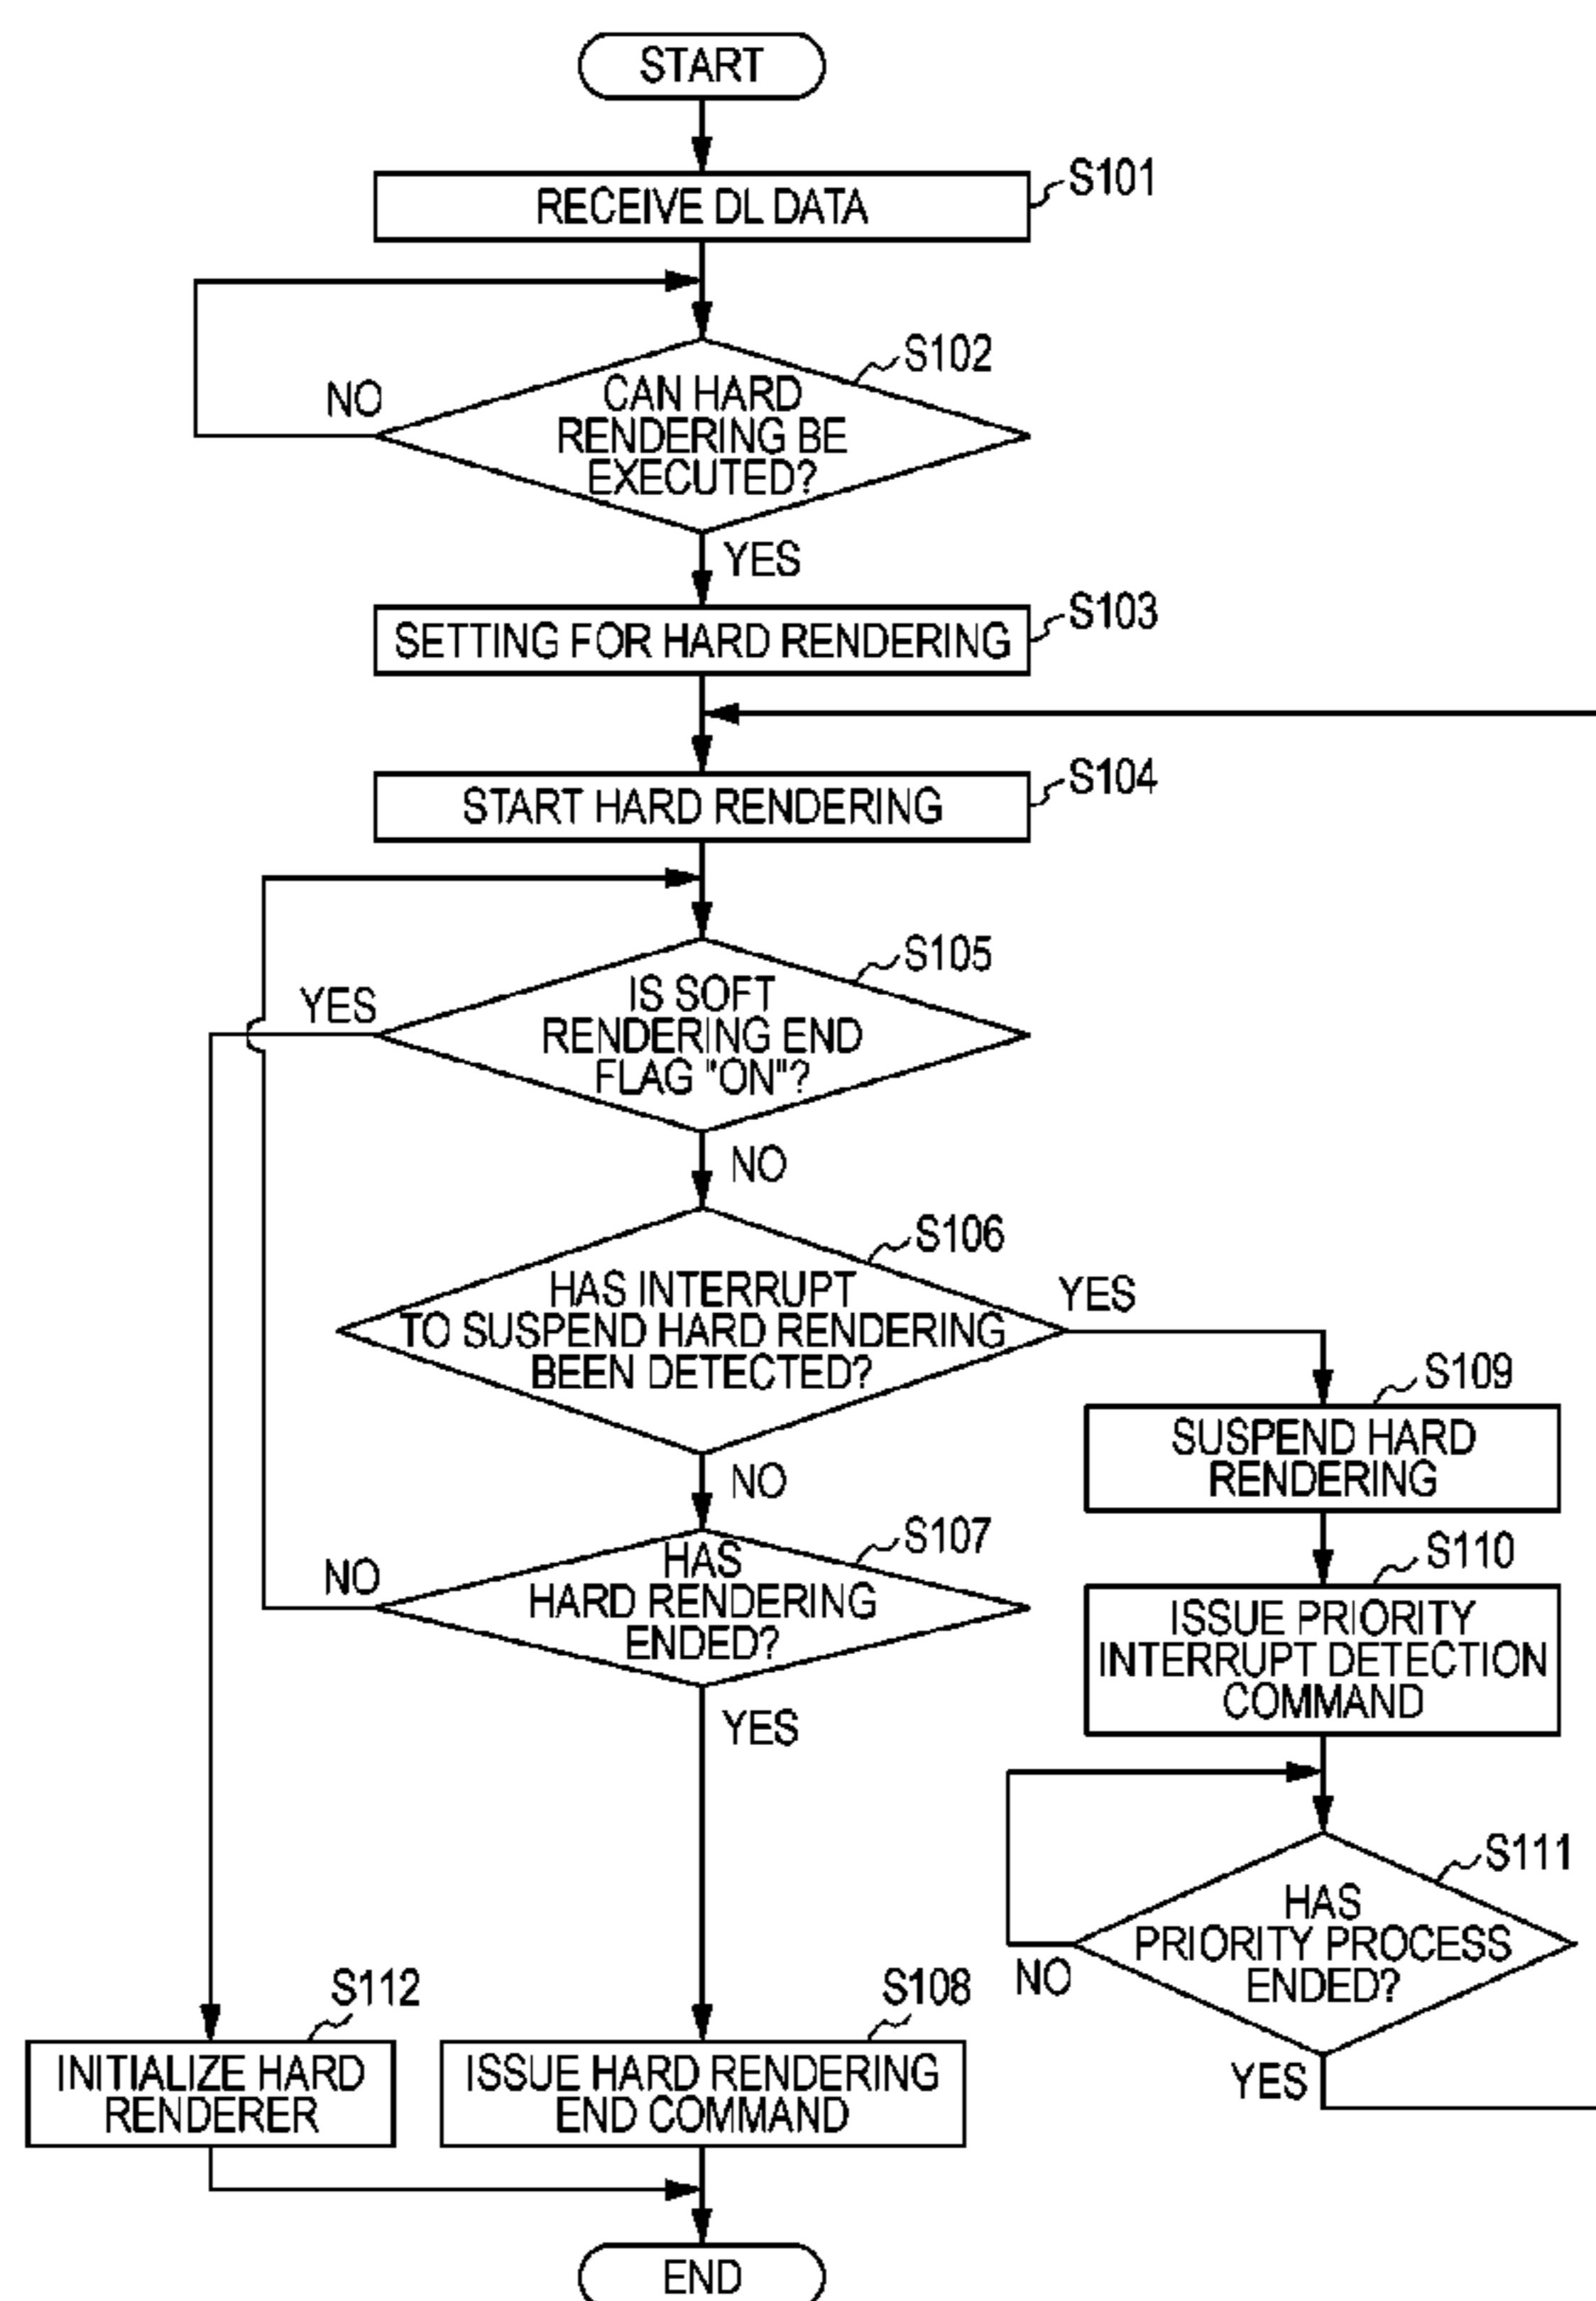 START
S101
RECEIVE DL DATA
S102
CAN HARD
RENDERING BE
EXECUTED?
NO
YES
S103
SETTING FOR HARD RENDERING
S104
START HARD RENDERING
S105
IS SOFT
RENDERING END
FLAG "ON"?
YES
NO
S106
HAS INTERRUPT
TO SUSPEND HARD RENDERING
BEEN DETECTED?
YES
NO
S107
HAS
HARD RENDERING
ENDED?
NO
YES
S109
SUSPEND HARD
RENDERING
S110
ISSUE PRIORITY
INTERRUPT DETECTION
COMMAND
S111
HAS
PRIORITY PROCESS
ENDED?
NO
YES
S112
INITIALIZE HARD
RENDERER
S108
ISSUE HARD RENDERING
END COMMAND
END